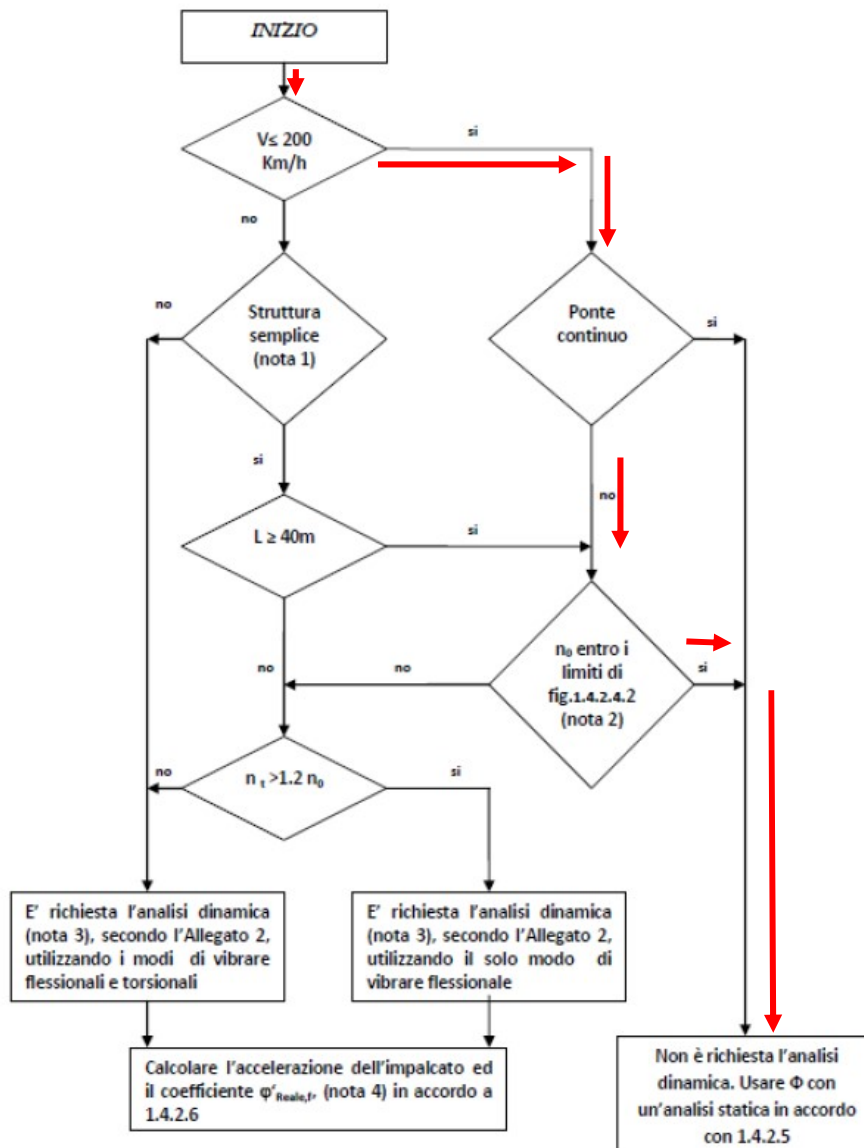 INIZIO
V≤ 200
Km/h
si
no
no
Struttura
semplice
(nota 1)
Ponte
continuo
si
si
no
L ≥ 40m
si
no
no
n₀ entro i
limiti di
fig.1.4.2.4.2
(nota 2)
si
no
n t >1.2 n₀
si
E' richiesta l'analisi dinamica
(nota 3), secondo l'Allegato 2,
utilizzando i modi di vibrare
flessionali e torsionali
E' richiesta l'analisi dinamica
(nota 3), secondo l'Allegato 2,
utilizzando il solo modo di
vibrare flessionale
Calcolare l'accelerazione dell'impalcato ed
il coefficiente φ'Reale,f, (nota 4) in accordo a
1.4.2.6
Non è richiesta l'analisi
dinamica. Usare Φ con
un'analisi statica in accordo
con 1.4.2.5